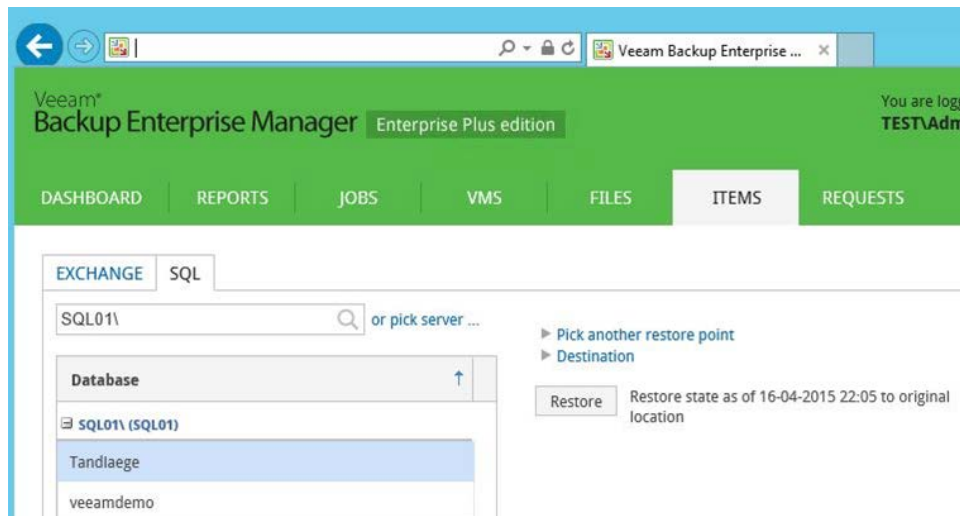 Veeam Backup Enterprise ...
Veeam®
Backup Enterprise Manager Enterprise Plus edition
You are
TEST\
DASHBOARD REPORTS JOBS VMS FILES ITEMS REQUESTS
EXCHANGE SQL
SQL01\ or pick server ...
Pick another restore point
Destination
Database
Restore Restore state as of 16-04-2015 22:05 to original
location
SQL01\ (SQL01)
Tandlaege
veeamdemo